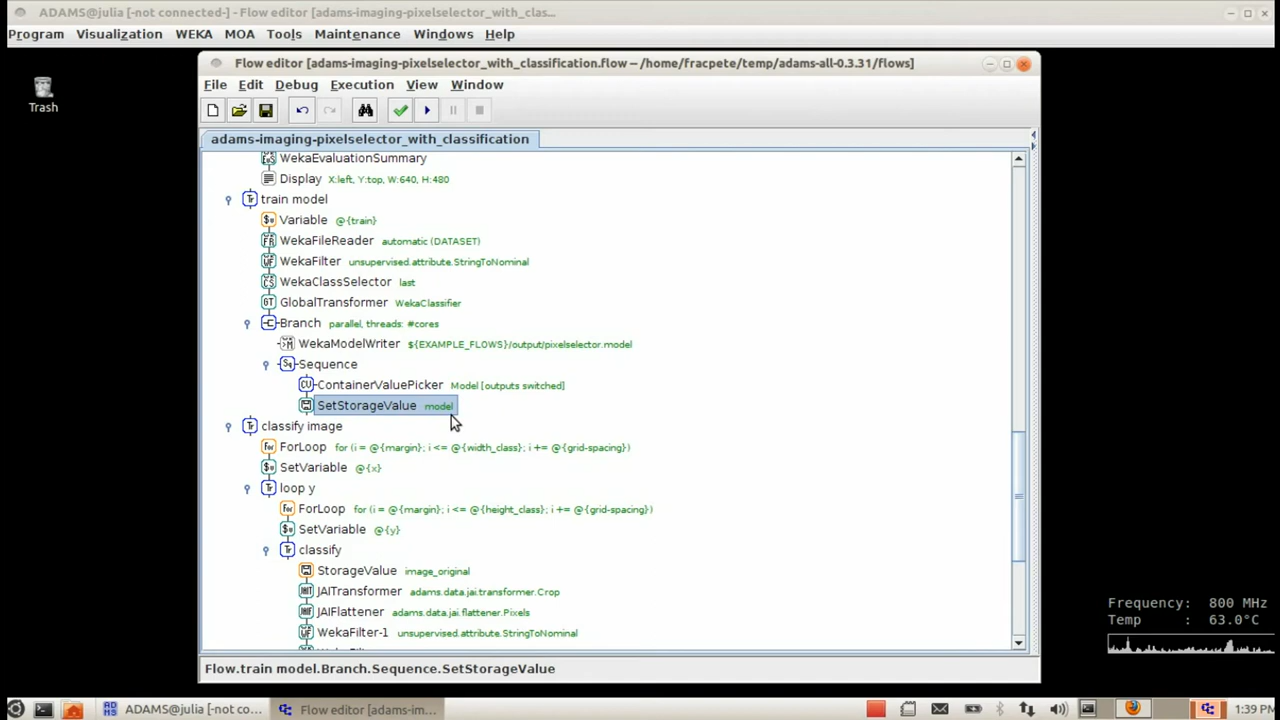 ADAMS@julia [-not connected-] - Flow editor [adams-imaging-pixelselector_with_clas...
Program Visualization WEKA MOA Tools Maintenance Windows Help
Trash
Flow editor [adams-imaging-pixelselector_with_classification.flow – /home/fracpete/temp/adams-all-0.3.31/flows]
File Edit Debug Execution View Window
adams-imaging-pixelselector_with_classification
WekaEvaluationSummary
Display X:left, Y:top, W:640, H:480
train model
Variable @{train}
WekaFileReader automatic (DATASET)
WekaFilter unsupervised.attribute.StringToNominal
WekaClassSelector last
GlobalTransformer WekaClassifier
Branch parallel, threads: #cores
WekaModelWriter ${EXAMPLE_FLOWS}/output/pixelselector.model
Sequence
ContainerValuePicker Model [outputs switched]
SetStorageValue model
classify image
ForLoop for (i = @{margin}; i <= @{width_class}; i += @{grid-spacing})
SetVariable @{x}
loop y
ForLoop for (i = @{margin}; i <= @{height_class}; i += @{grid-spacing})
SetVariable @{y}
classify
StorageValue image_original
JAITransformer adams.data.jai.transformer.Crop
JAIFlattener adams.data.jai.flattener.Pixels
WekaFilter-1 unsupervised.attribute.StringToNominal
Flow.train model.Branch.Sequence.SetStorageValue
Frequency: 800 MHz
Temp : 63.0°C
ADAMS@julia [-not co... Flow editor [adams-im... 1:39 PM